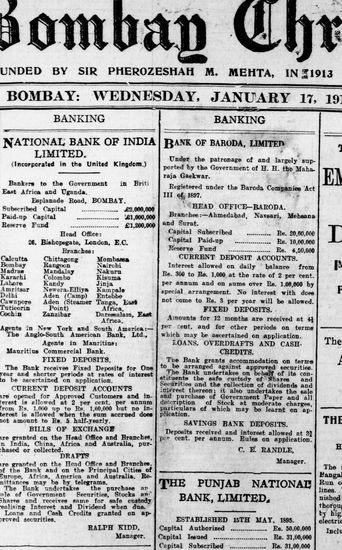 Bombay Chr
UNDED BY SIR PHEROZESHAH M. MEHTA, IN 1913
BOMBAY: WEDNESDAY, JANUARY 17, 191
BANKING
NATIONAL BANK OF INDIA
LIMITED.
(Incorporated in the United Kingdom.)
Bankers to the Government in Briti
East Africa and Uganda.
Esplanade Road, BOMBAY.
Subscribed Capital
Paid-up Capital
Reserve Fund
Head Office:
26, Bishopsgate, London, E.C.
Branches:
Calcutta Chittagong Mombassa
Bombay Rangoon Nairobi
Madras Mandalay Nakuru
Karachi Colombo Kisumu
Lahore Kandy Jinja
Amritsar Newera-Elliya Kampala
Delhi Aden (Camp) Entebbe
Cawnpore Aden (Steamer Tanga, East
Tuticorin Point) Africa,
Cochin Zanzibar Dar-es-Salaam, East
Africa.
Agents in New York and South America:—
The Anglo-South American Bank, Ltd.,
Agents in Mauritius:
Mauritius Commercial Bank.
FIXED DEPOSITS.
The Bank receives Fixed Deposits for One
year and shorter periods at rates of interest
to be ascertained on application.
CURRENT DEPOSIT ACCOUNTS
are opened for Approved Customers and In-
terest is allowed at 2 per cent. per annum
from Rs. 1,000 to Rs. 1,00,000 but no in-
terest is allowed when the sum accrued does
not amount to Rs. 5 half-yearly.
BILLS OF EXCHANGE
are granted on the Head Office and Branches,
in India, China, Africa and Australia, pur-
chased or collected.
DRAFTS
are granted on the Head Office and Branches
of the Bank and on the Principal Cities of
Europe, Africa, America and Australia. Re-
mittances may be by telegraph.
The Bank undertakes the purchase an
sale of Government Securities, Stocks an
Shares and receives same for safe custody
realising Interest and Dividend when due.
Loans and Cash Credits granted on ap-
proved securities.
RALPH KIDD,
Manager.
BANKING
BANK OF BARODA, LIMITED
Under the patronage of and largely sup-
ported by the Government of H. H. the Maha-
raja Gaekwar.
Registered under the Baroda Companies Act
III of 1897.
HEAD OFFICE—BARODA.
Branches:—Ahmedabad, Navsari, Mehsana
and Surat.
Capital Subscribed Rs. 20,00,000
Capital Paid-up Rs. 10,00,000
Reserve Fund Rs. 4,50,000
CURRENT DEPOSIT ACCOUNTS.
Interest allowed on daily balance from
Rs. 300 to Rs. 1,00,000 at the rate of 2 per cent.
per annum and on sums over Rs. 1,00,000 by
special arrangement. No interest which does
not come to Rs. 3 per year will be allowed.
FIXED DEPOSITS.
Amounts for 12 months are received at 4½
per cent. and for other periods on terms
which may be ascertained on application.
LOANS, OVERDRAFTS AND CASH
CREDITS.
The Bank grant accommodation on terms
to be arranged against approved securities.
The Bank undertakes on behalf of its con-
stituents the safe custody of Shares and
Securities and the collection of dividends and
interest thereon; it also undertakes the sale
and purchase of Government Paper and all
description of Stock at moderate charges,
particulars of which may be learnt on ap-
plication.
SAVINGS BANK DEPOSITS.
Deposits received and interest allowed at
per cent. per annum. Rules on application.
C. E. RANDLE,
Manager.
THE PUNJAB NATIONAL
BANK, LIMITED.
ESTABLISHED 15TH MAY, 1895.
Capital Authorised Rs. 50,00,000
Capital Issued Rs. 31,00,000
Capital Subscribed Rs.